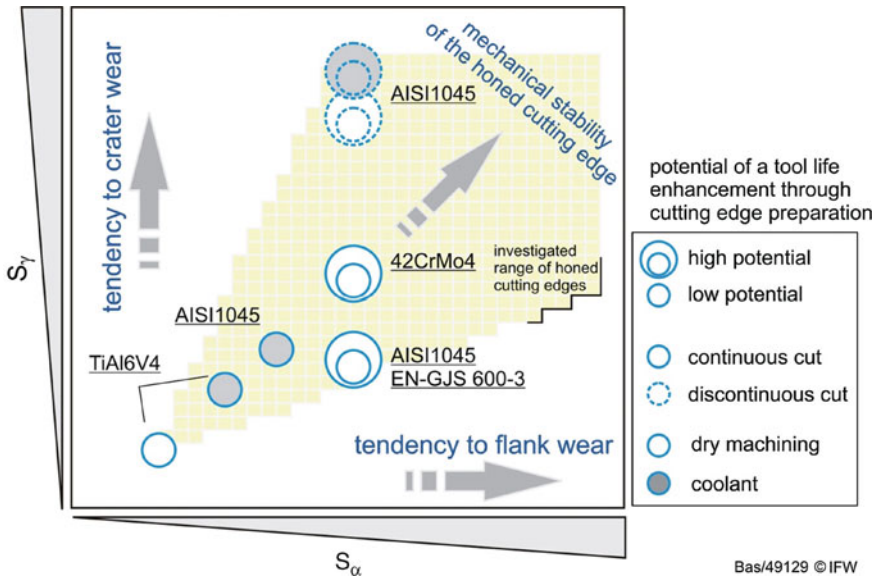 tendency to crater wear
Sγ
mechanical stability
of the honed cutting edge
AISI1045
42CrMo4
investigated
range of honed
cutting edges
AISI1045
TiAl6V4
AISI1045
EN-GJS 600-3
tendency to flank wear
Sα
potential of a tool life
enhancement through
cutting edge preparation
high potential
low potential
continuous cut
discontinuous cut
dry machining
coolant
Bas/49129 © IFW